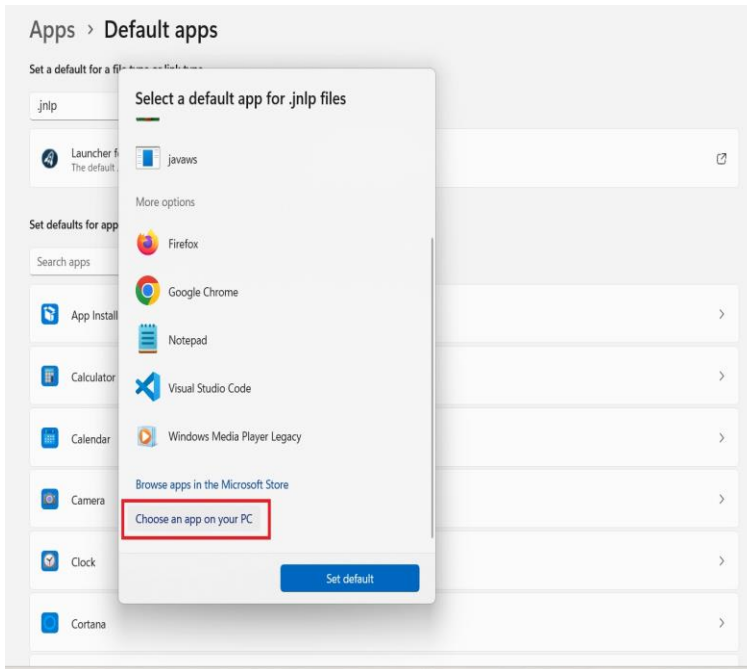 Apps > Default apps
Set a default for a file type or link type
.jnlp
Launcher f
The default
Set defaults for app
Search apps
App Install
Calculator
Calendar
Camera
Clock
Cortana
Select a default app for .jnlp files
javaws
More options
Firefox
Google Chrome
Notepad
Visual Studio Code
Windows Media Player Legacy
Browse apps in the Microsoft Store
Choose an app on your PC
Set default